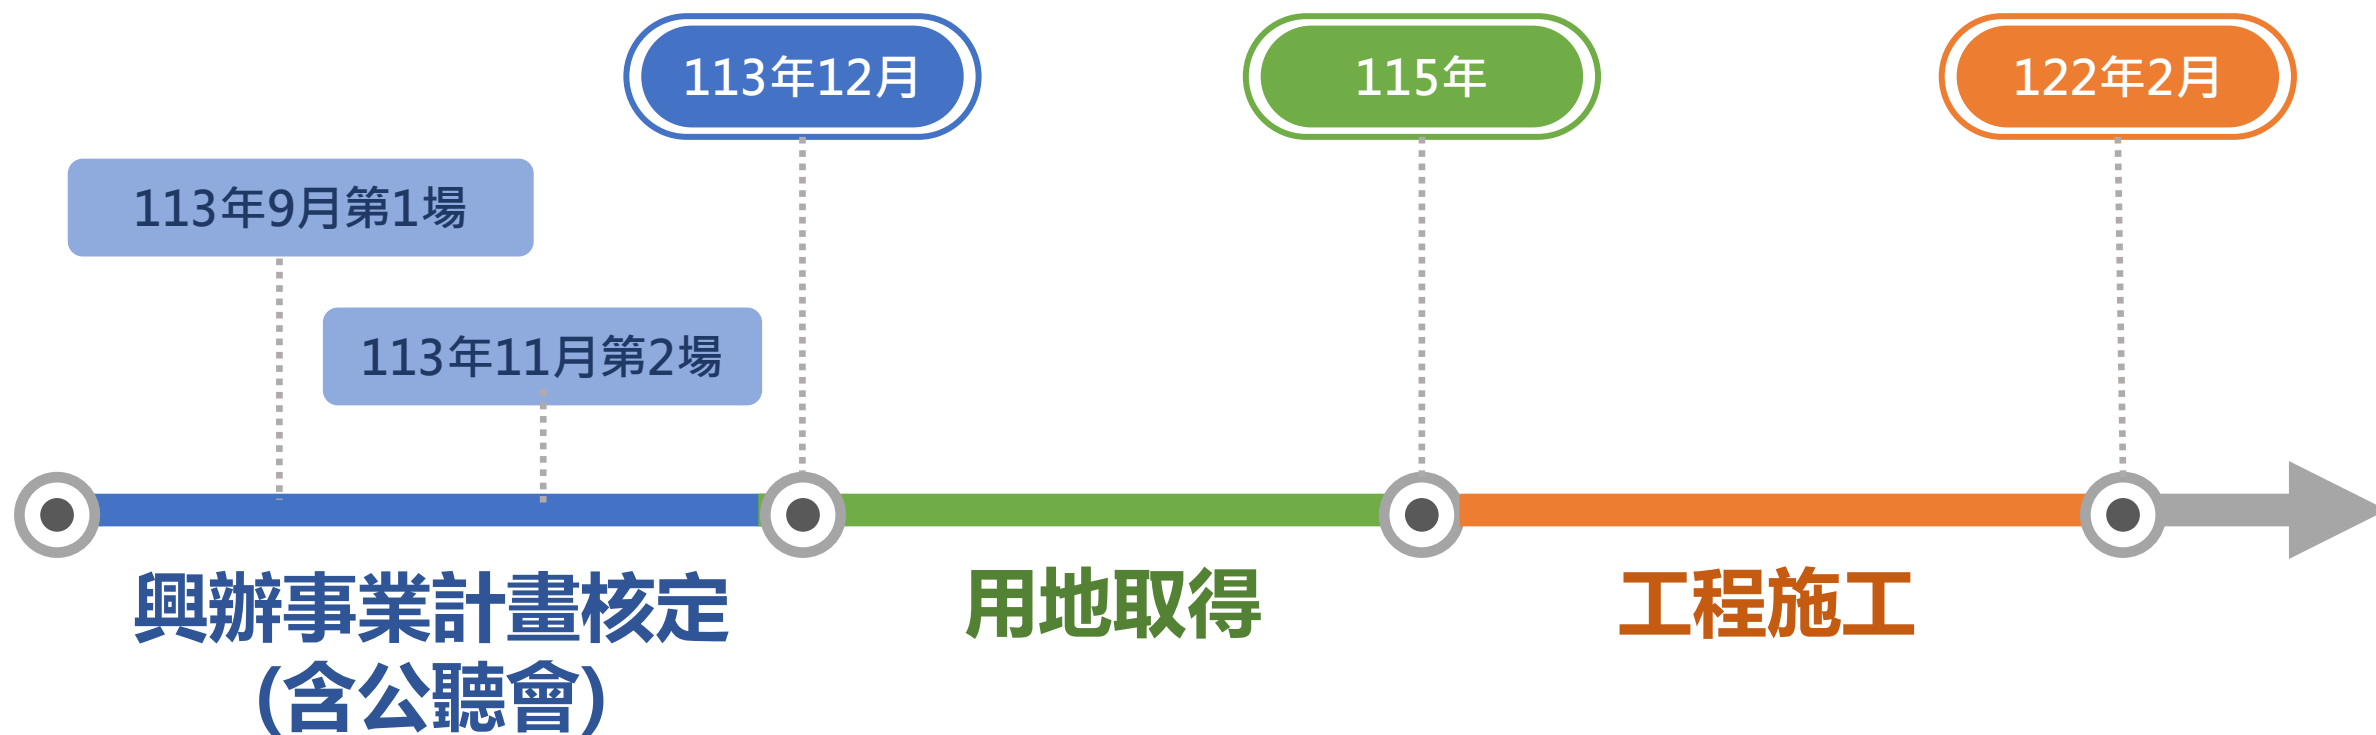 113年12月
115年
122年2月
113年9月第1場
113年11月第2場
興辦事業計畫核定
(含公聽會)
用地取得
工程施工